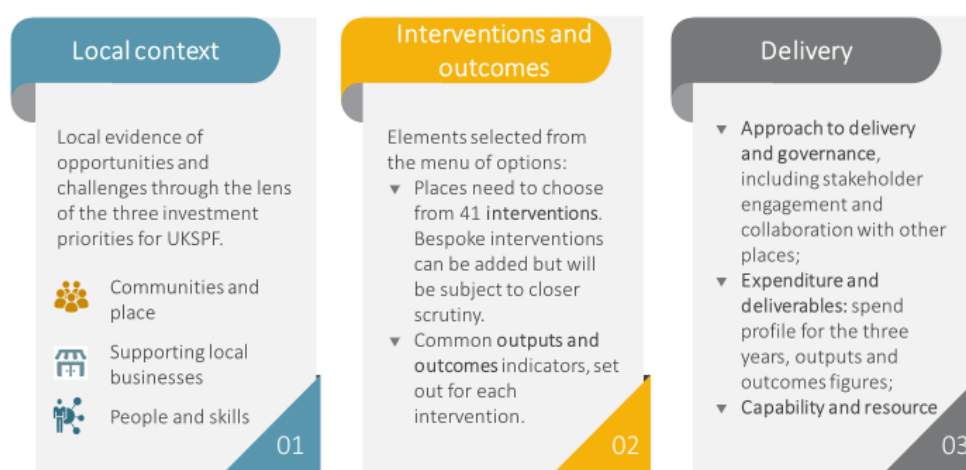 Local context
Local evidence of
opportunities and
challenges through the lens
of the three investment
priorities for UKSPF.
Communities and
place
Supporting local
businesses
People and skills
01
Interventions and
outcomes
Elements selected from
the menu of options:
Places need to choose
from 41 interventions.
Bespoke interventions
can be added but will
be subject to closer
scrutiny.
Common outputs and
outcomes indicators, set
out for each
intervention.
02
Delivery
Approach to delivery
and governance,
including stakeholder
engagement and
collaboration with other
places;
Expenditure and
deliverables: spend
profile for the three
years, outputs and
outcomes figures;
Capability and resource
03